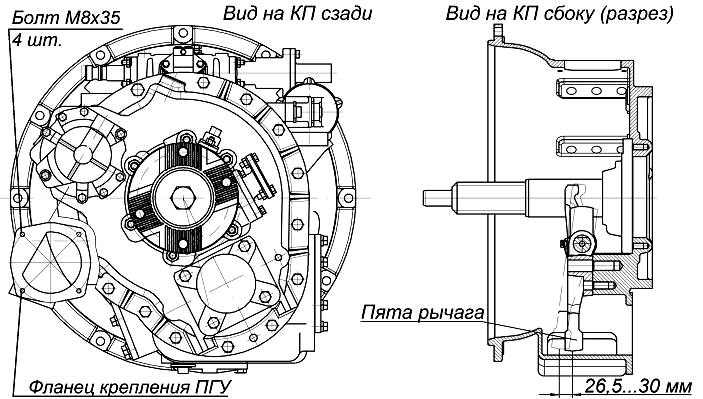 Болт М8х35
4 шт.
Вид на КП сзади
Вид на КП сбоку (разрез)
Пята рычага
Фланец крепления ПГУ
26,5...30 мм